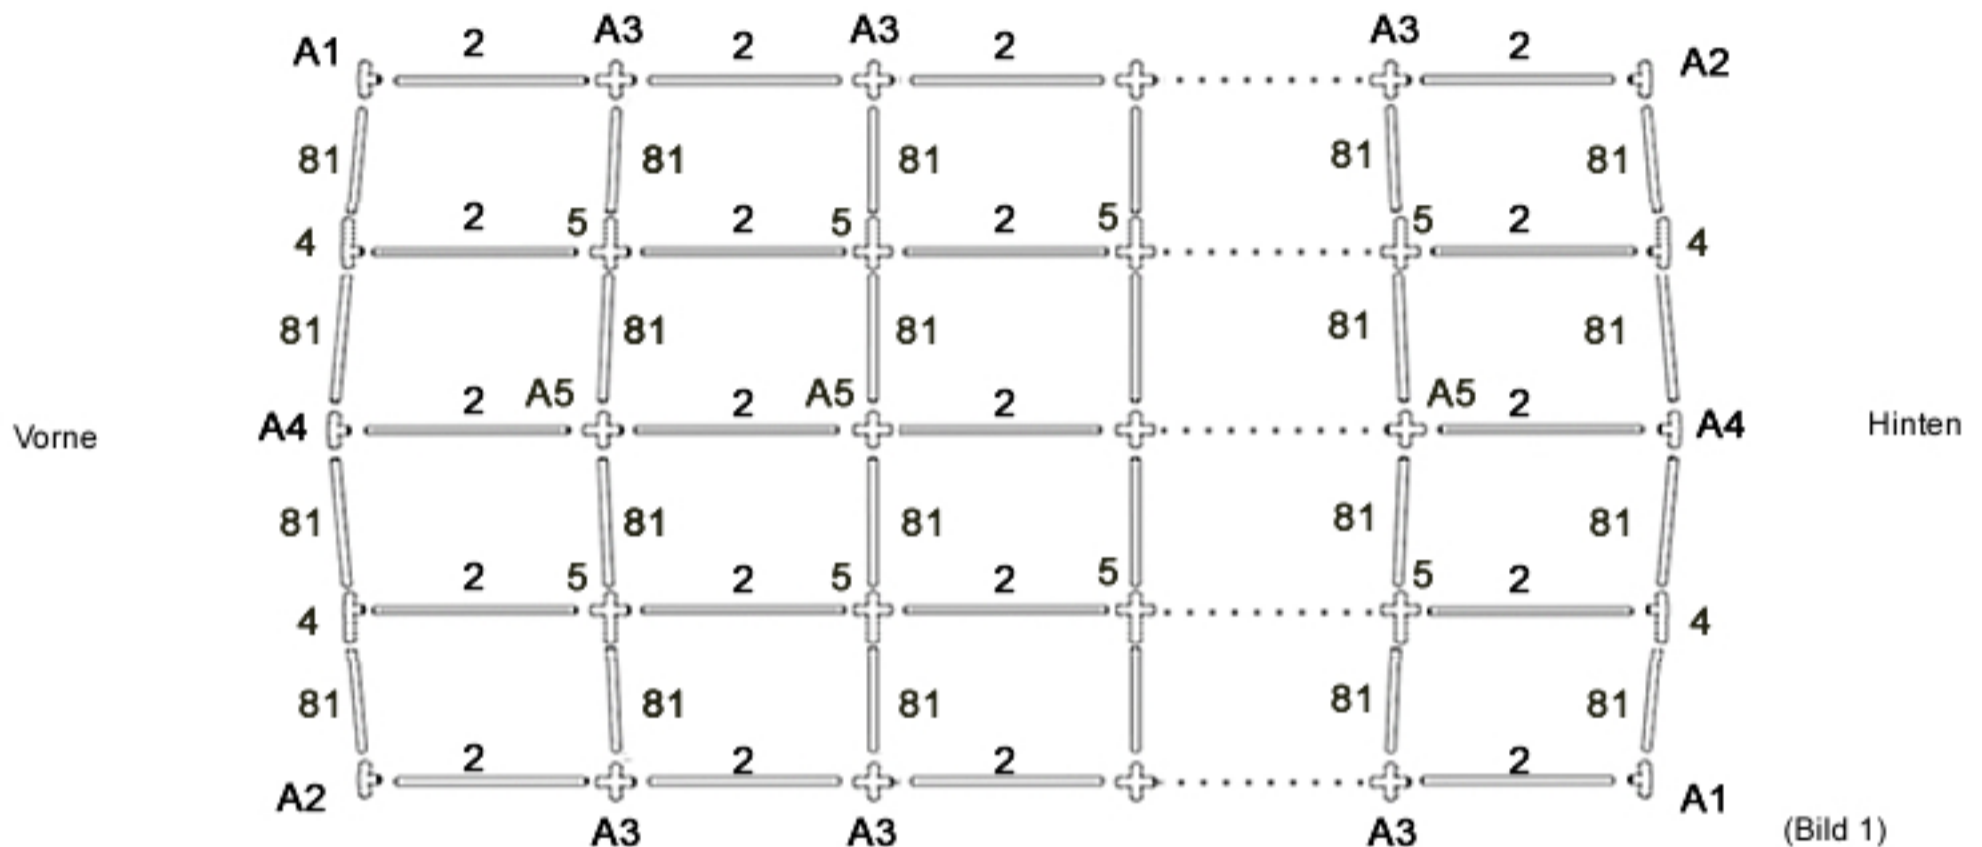 A1 2 A3 2 A3 2 A3 2 A2
81 81 81 81 81
4 2 5 2 5 2 5 5 2 4
81 81 81 81 81
Vorne A4 2 A5 2 A5 2 A5 2 A4 Hinten
81 81 81 81 81
4 2 5 2 5 2 5 5 2 4
81 81 81 81 81
A2 2 2 2 2 A1
A3 A3 A3 (Bild 1)